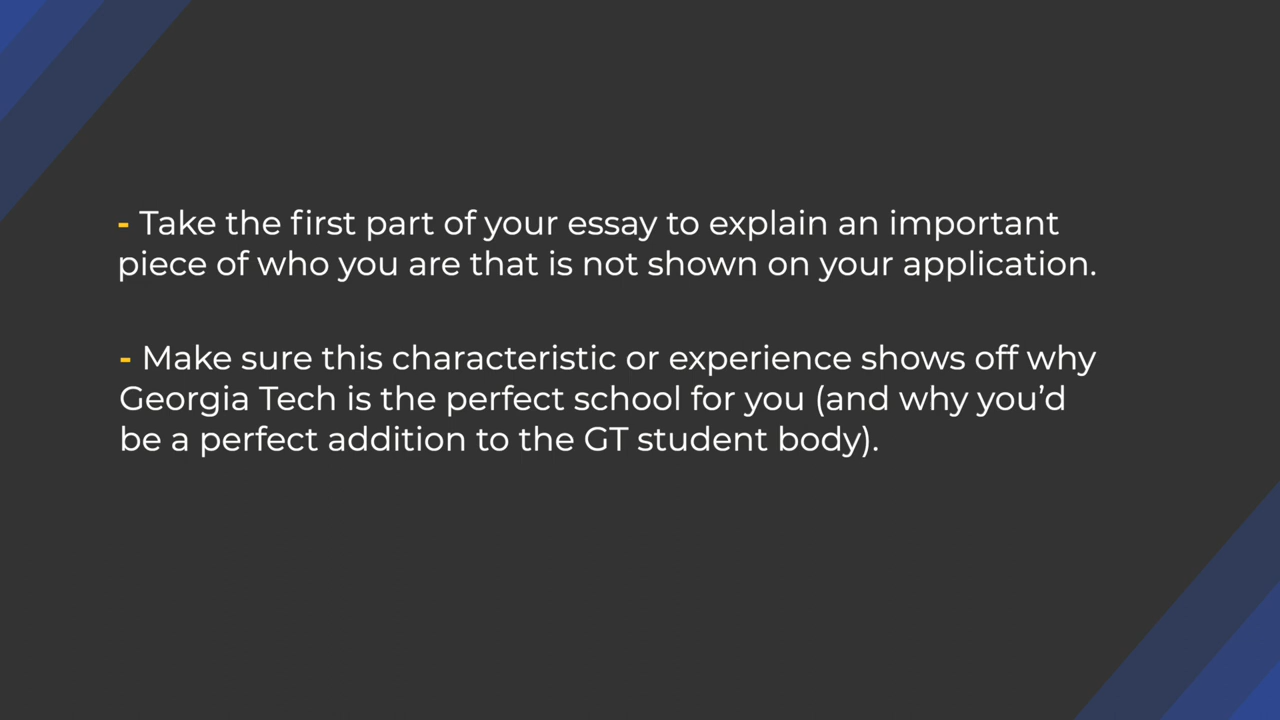 - Take the first part of your essay to explain an important
piece of who you are that is not shown on your application.
- Make sure this characteristic or experience shows off why
Georgia Tech is the perfect school for you (and why you’d
be a perfect addition to the GT student body).